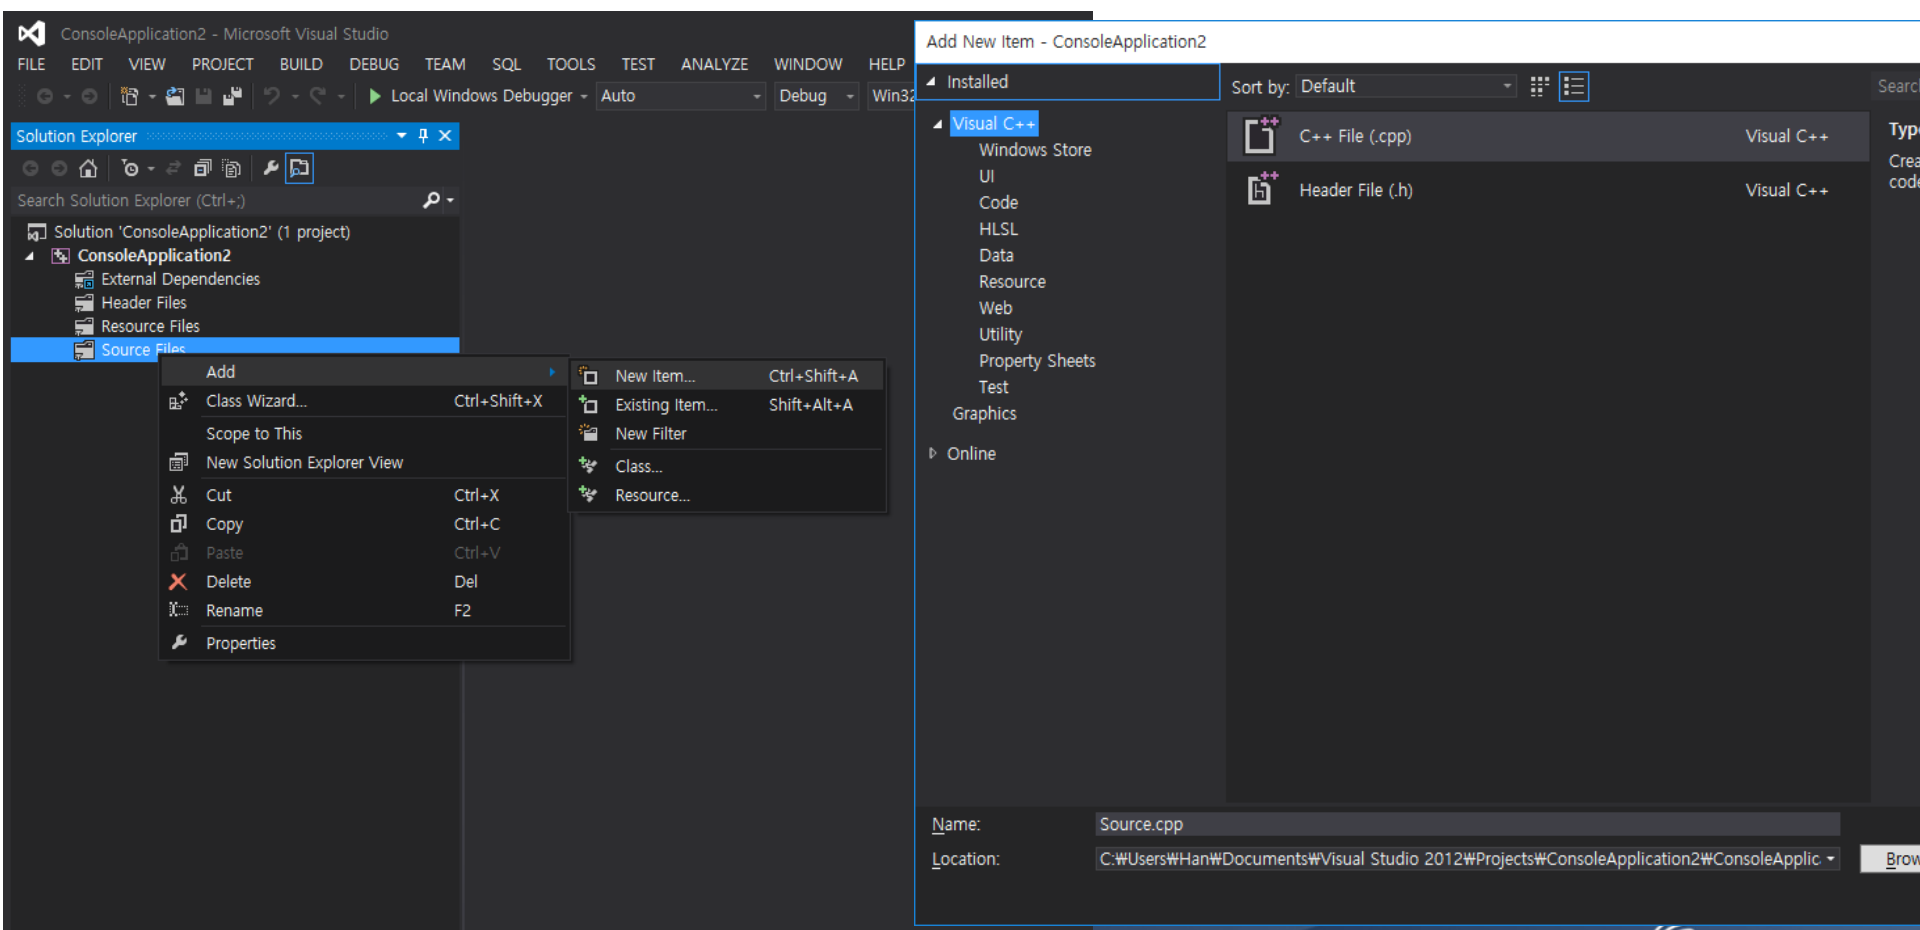 ConsoleApplication2 - Microsoft Visual Studio
FILE EDIT VIEW PROJECT BUILD DEBUG TEAM SQL TOOLS TEST ANALYZE WINDOW HELP
Local Windows Debugger Auto Debug Win32
Solution Explorer
Search Solution Explorer (Ctrl+;)
Solution 'ConsoleApplication2' (1 project)
ConsoleApplication2
External Dependencies
Header Files
Resource Files
Source Files
Add
Class Wizard... Ctrl+Shift+X
Scope to This
New Solution Explorer View
Cut Ctrl+X
Copy Ctrl+C
Paste Ctrl+V
Delete Del
Rename F2
Properties
New Item... Ctrl+Shift+A
Existing Item... Shift+Alt+A
New Filter
Class...
Resource...
Add New Item - ConsoleApplication2
Installed
Visual C++
Windows Store
UI
Code
HLSL
Data
Resource
Web
Utility
Property Sheets
Test
Graphics
Online
Sort by: Default
C++ File (.cpp) Visual C++
Header File (.h) Visual C++
Name: Source.cpp
Location: C:₩Users₩Han₩Documents₩Visual Studio 2012₩Projects₩ConsoleApplication2₩ConsoleApplic